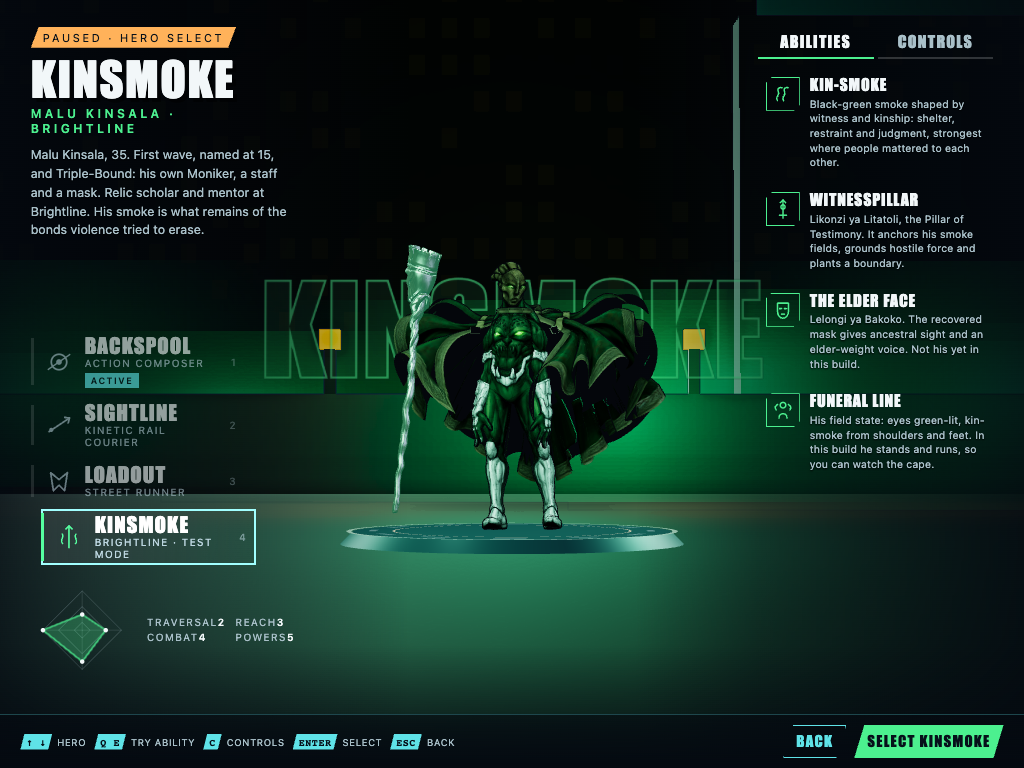 PAUSED · HERO SELECT
KINSMOKE
MALU KINSALA ·
BRIGHTLINE
Malu Kinsala, 35. First wave, named at 15,
and Triple-Bound: his own Moniker, a staff
and a mask. Relic scholar and mentor at
Brightline. His smoke is what remains of the
bonds violence tried to erase.
KINSMOKE
BACKSPOOL
ACTION COMPOSER
1
ACTIVE
SIGHTLINE
KINETIC RAIL
COURIER
2
LOADOUT
STREET RUNNER
3
KINSMOKE
BRIGHTLINE · TEST
MODE
4
TRAVERSAL2 REACH3
COMBAT4 POWERS5
ABILITIES CONTROLS
KIN-SMOKE
Black-green smoke shaped by
witness and kinship: shelter,
restraint and judgment, strongest
where people mattered to each
other.
WITNESSPILLAR
Likonzi ya Litatoli, the Pillar of
Testimony. It anchors his smoke
fields, grounds hostile force and
plants a boundary.
THE ELDER FACE
Lelongi ya Bakoko. The recovered
mask gives ancestral sight and an
elder-weight voice. Not his yet in
this build.
FUNERAL LINE
His field state: eyes green-lit, kin-
smoke from shoulders and feet. In
this build he stands and runs, so
you can watch the cape.
↑ ↓ HERO Q E TRY ABILITY C CONTROLS ENTER SELECT ESC BACK
BACK
SELECT KINSMOKE